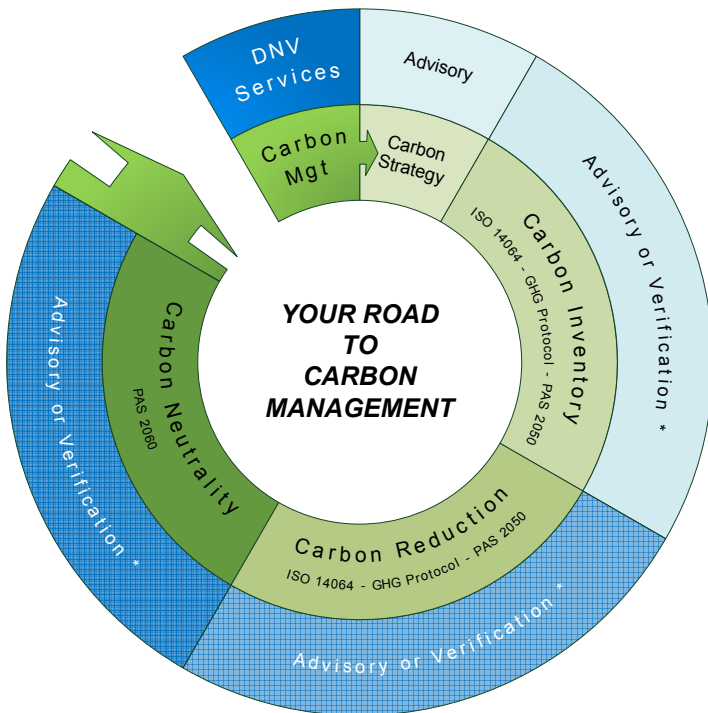 DNV
Services
Advisory
Carbon
Mgt
Carbon
Strategy
Advisory or Verification *
Carbon Inventory
ISO 14064 - GHG Protocol - PAS 2050
YOUR ROAD
TO
CARBON
MANAGEMENT
Carbon Reduction
ISO 14064 - GHG Protocol - PAS 2050
Advisory or Verification *
Carbon Neutrality
PAS 2060
Advisory or Verification *